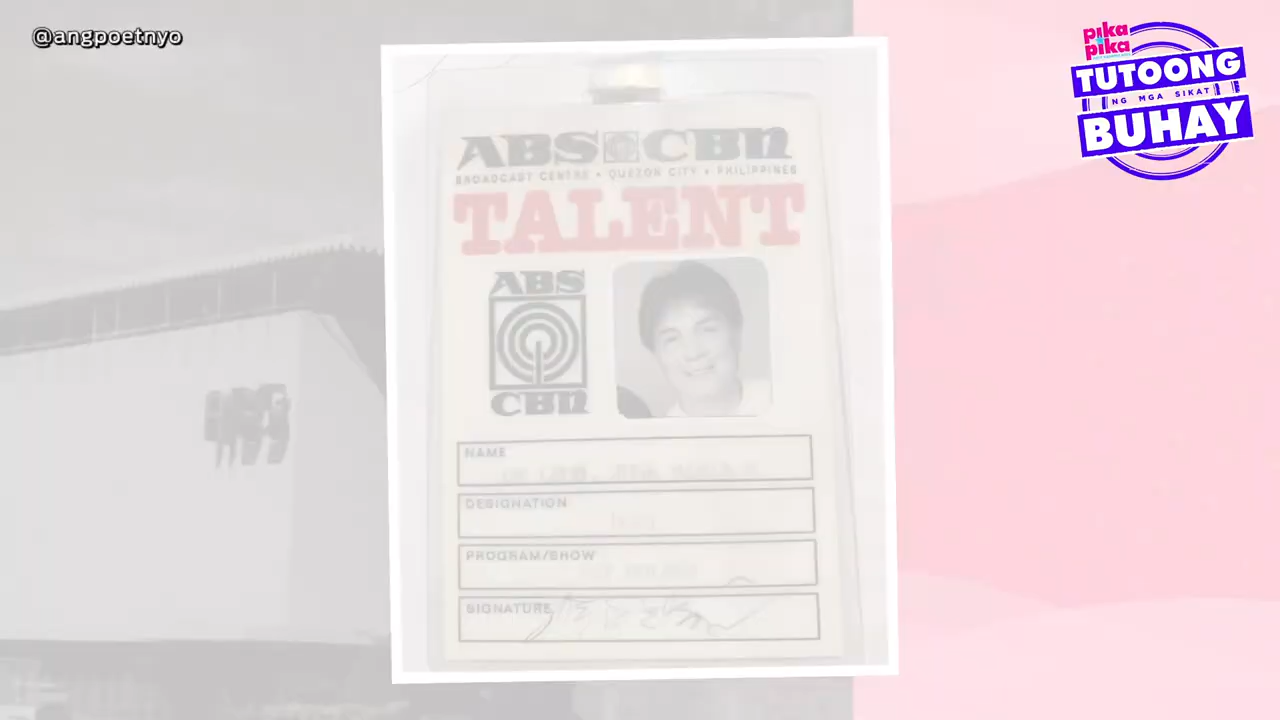 @angpoetnyo
pika
pika
TUTOONG
NG MGA SIKAT
BUHAY
ABS CBN
BROADCAST CENTRE • QUEZON CITY • PHILIPPINES
TALENT
ABS
CBN
NAME
DESIGNATION
PROGRAM/SHOW
SIGNATURE